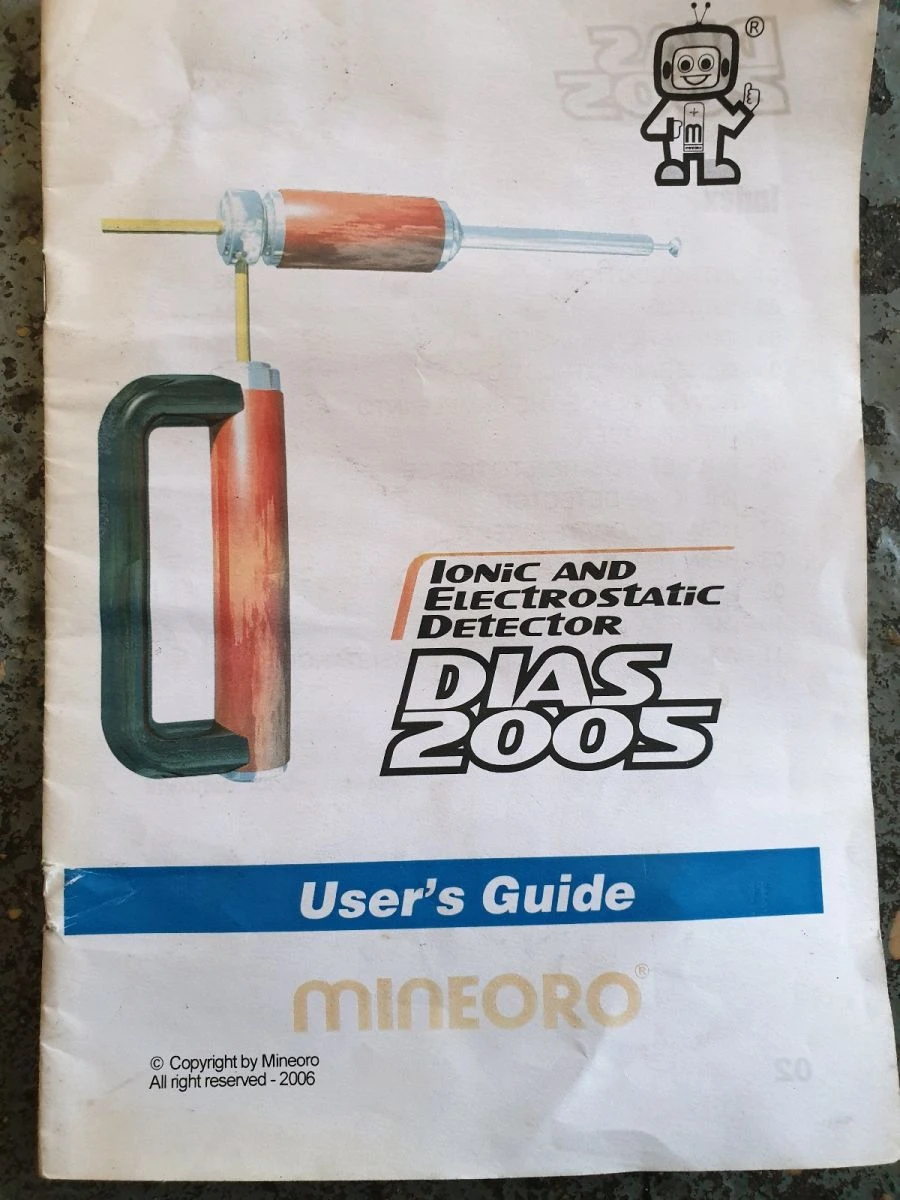 ®
+
m
IONiC AND
ELECTROSTATiC
DETECTOR
DIAS
2005
User's Guide
MINEORO®
© Copyright by Mineoro
All right reserved - 2006